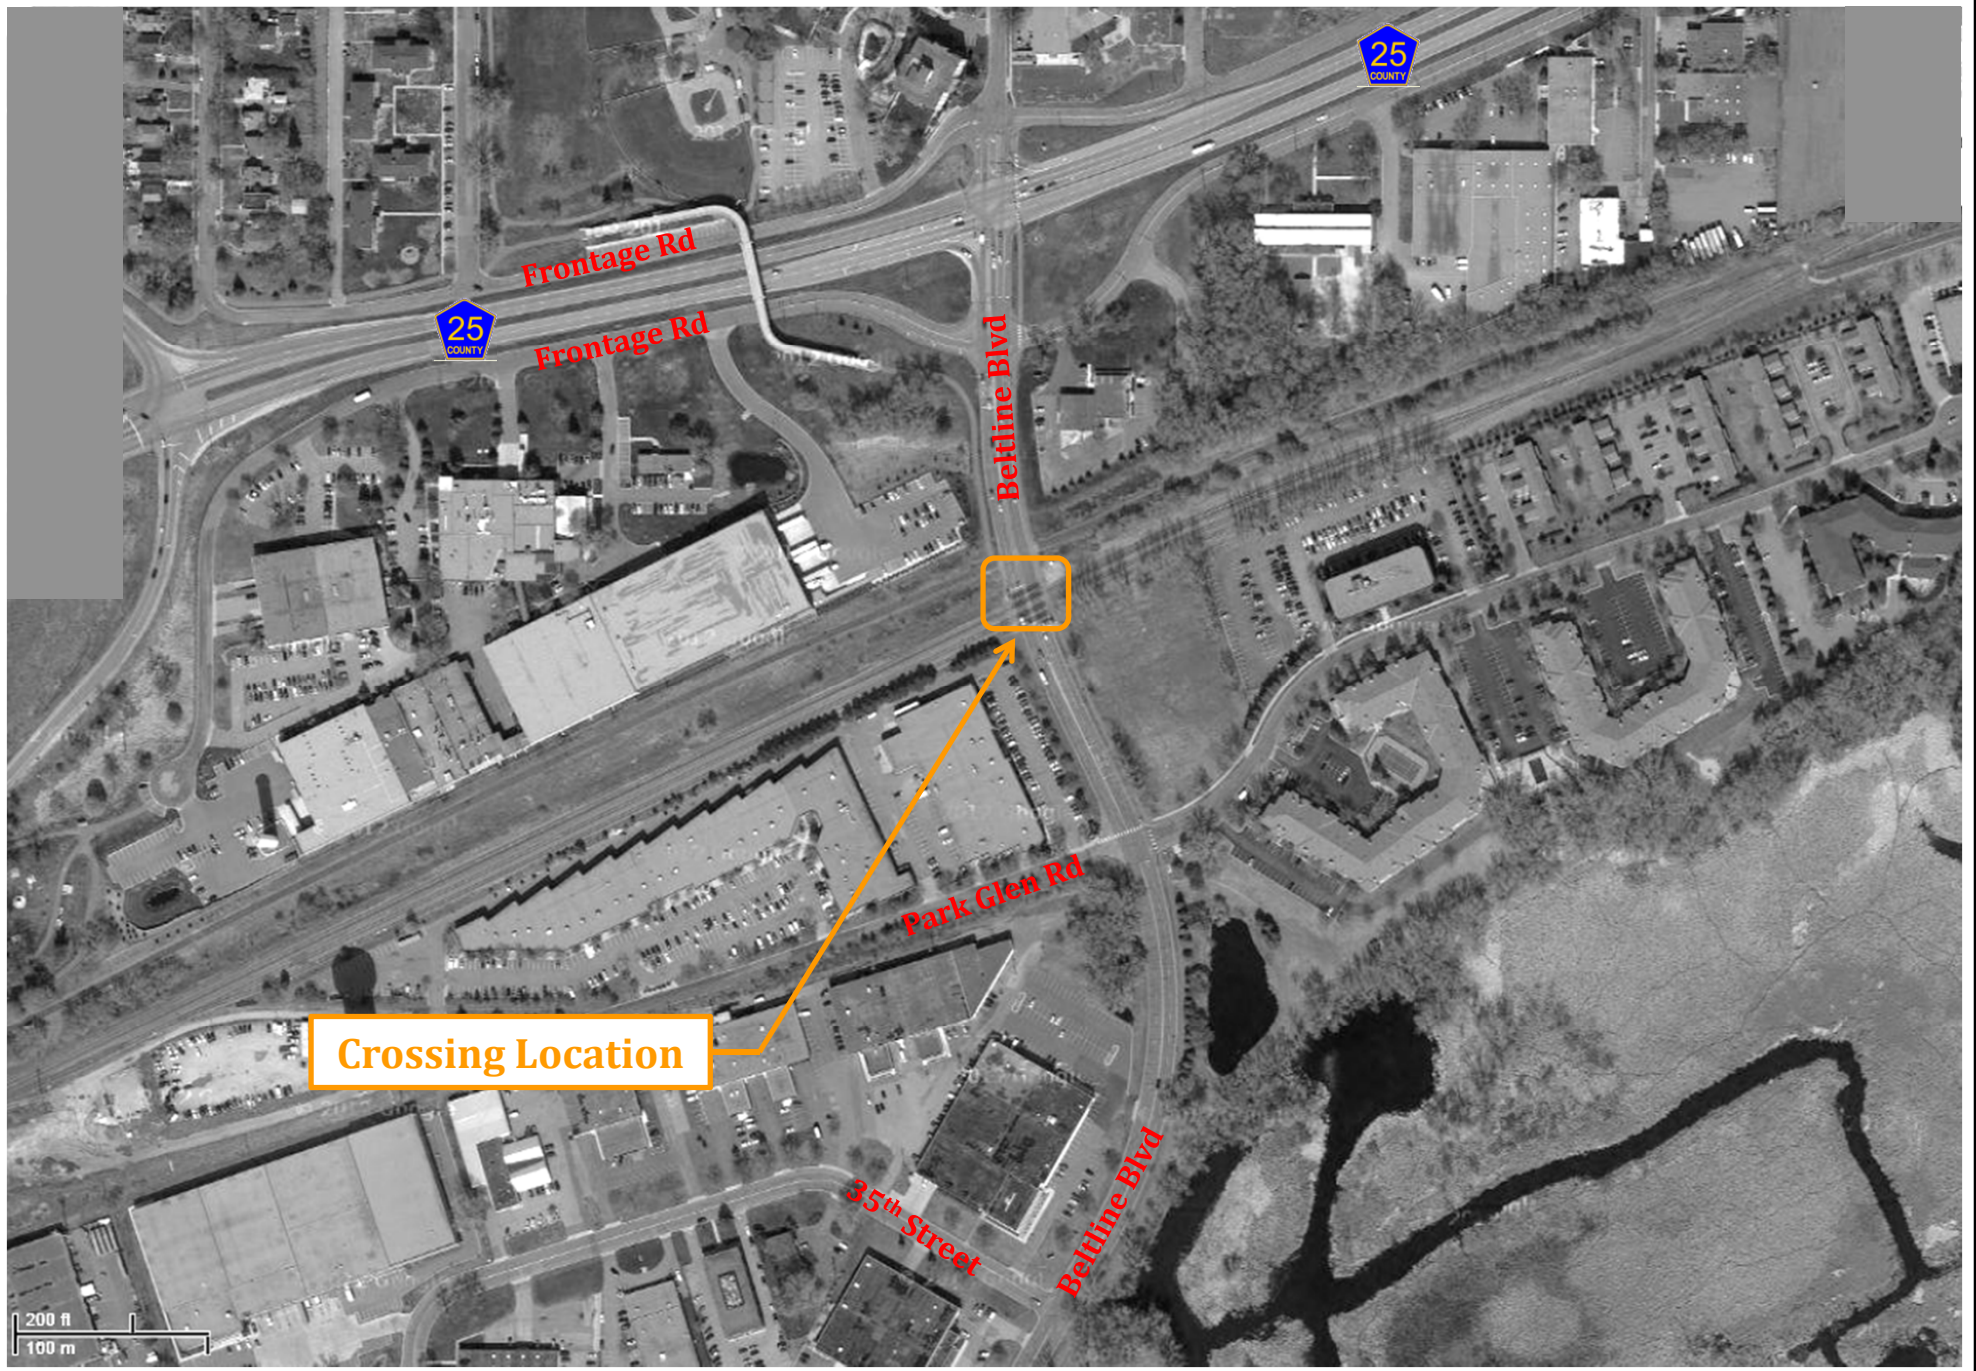 25
COUNTY
Frontage Rd
25
COUNTY
Frontage Rd
Beltline Blvd
Park Glen Rd
Crossing Location
35th Street
Beltline Blvd
200 ft
100 m